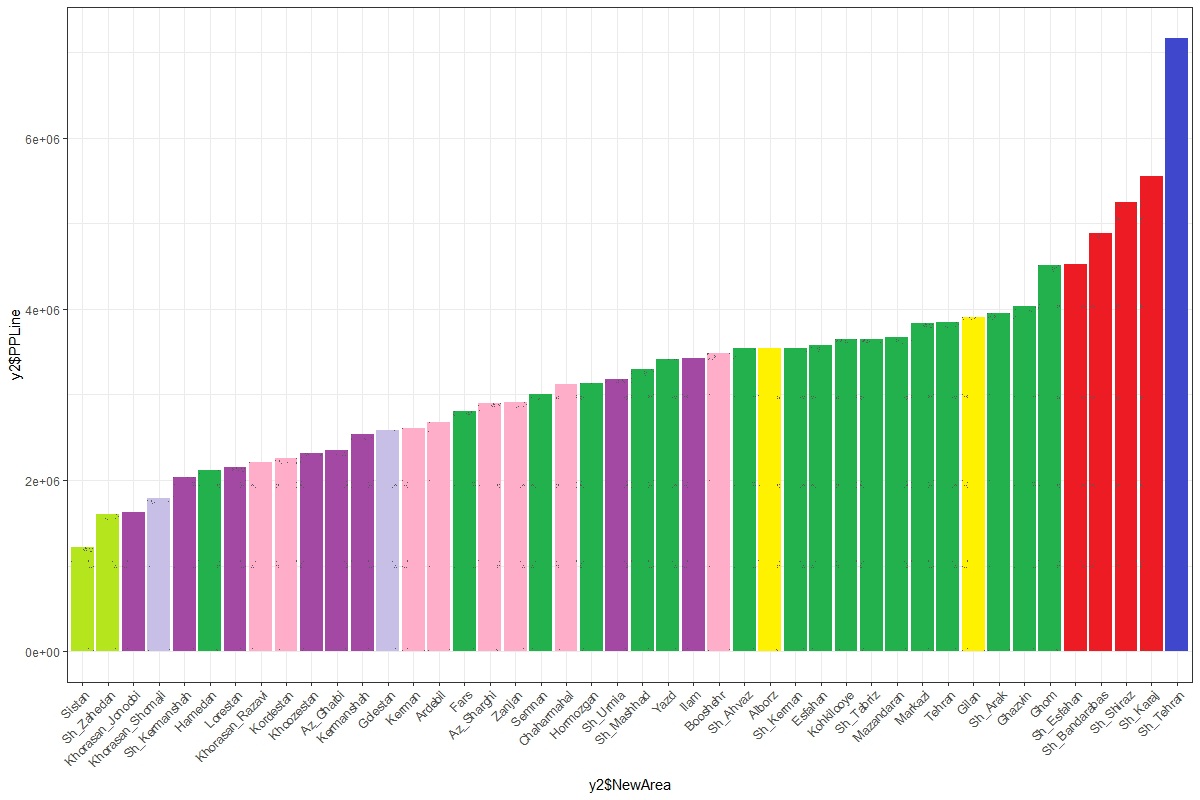 y2$PPLine
6e+06
4e+06
2e+06
0e+00
Sistan
Sh_Zahedan
Khorasan_Jonoobi
Khorasan_Shomali
Sh_Kermanshah
Hamedan
Lorestan
Khorasan_Razavi
Kordestan
Khoozestan
Az_Gharbi
Kermanshah
Golestan
Kerman
Ardebil
Fars
Az_Sharghi
Zanjan
Semnan
Chaharmahal
Hormozgan
Sh_Urmia
Sh_Mashhad
Yazd
Ilam
Booshehr
Sh_Ahvaz
Alborz
Sh_Kerman
Esfahan
Kohkilooye
Sh_Tabriz
Mazandaran
Markazi
Tehran
Gilan
Sh_Arak
Ghazvin
Ghom
Sh_Esfahan
Sh_Bandarabas
Sh_Shiraz
Sh_Karaj
Sh_Tehran
y2$NewArea